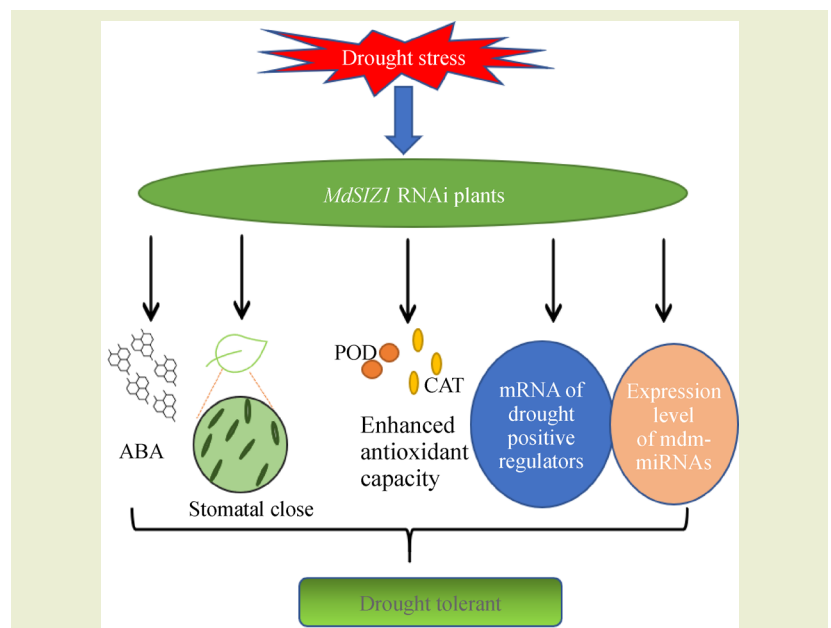 Drought stress
MdSIZ1 RNAi plants
POD
CAT
ABA
Stomatal close
Enhanced
antioxidant
capacity
mRNA of
drought
positive
regulators
Expression
level
of mdm-
miRNAs
Drought tolerant